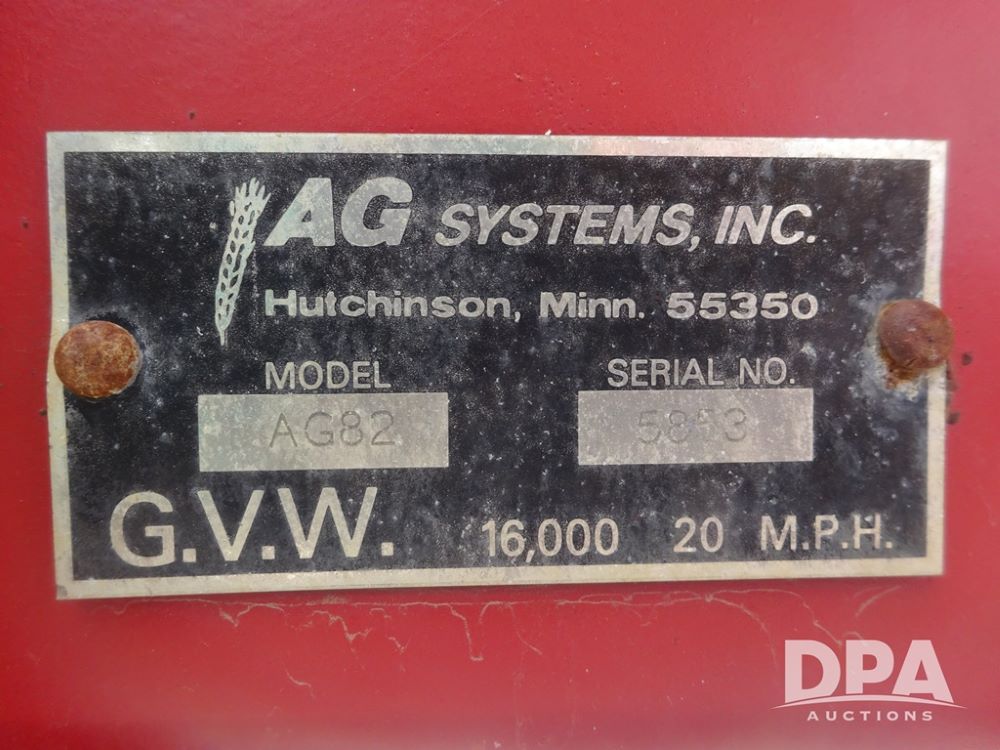 AG SYSTEMS, INC.
Hutchinson, Minn. 55350
MODEL SERIAL NO.
AG82
G.V.W. 16,000 20 M.P.H.
DPA
AUCTIONS